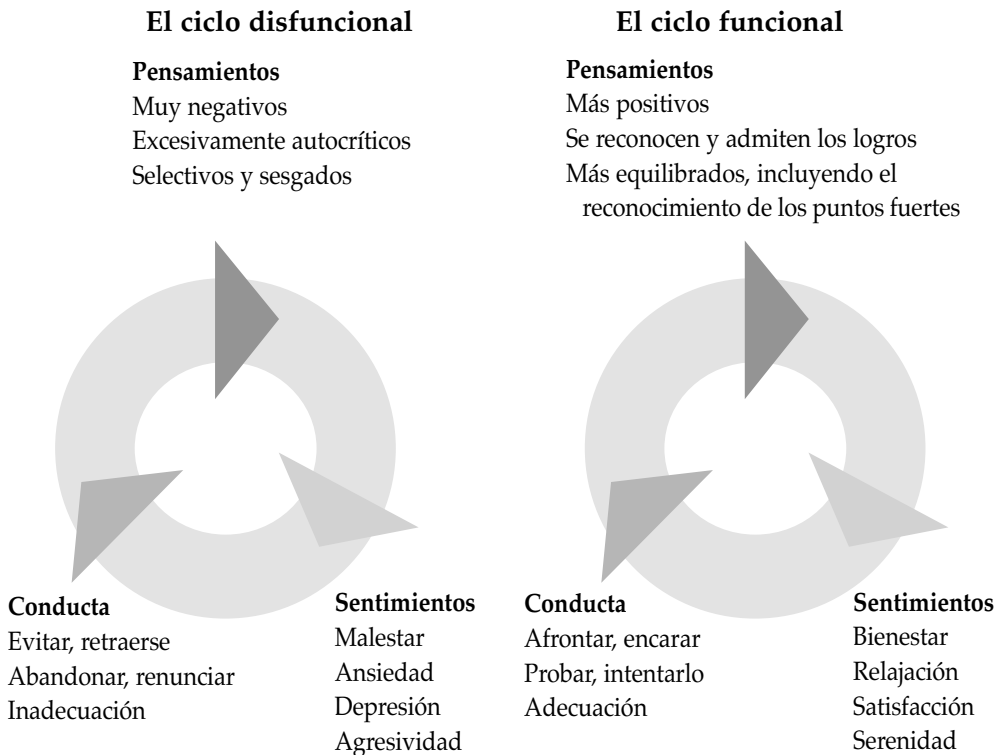 El ciclo disfuncional
Pensamientos
Muy negativos
Excesivamente autocríticos
Selectivos y sesgados
Conducta
Evitar, retraerse
Abandonar, renunciar
Inadecuación
Sentimientos
Malestar
Ansiedad
Depresión
Agresividad
El ciclo funcional
Pensamientos
Más positivos
Se reconocen y admiten los logros
Más equilibrados, incluyendo el
reconocimiento de los puntos fuertes
Conducta
Afrontar, encarar
Probar, intentarlo
Adecuación
Sentimientos
Bienestar
Relajación
Satisfacción
Serenidad